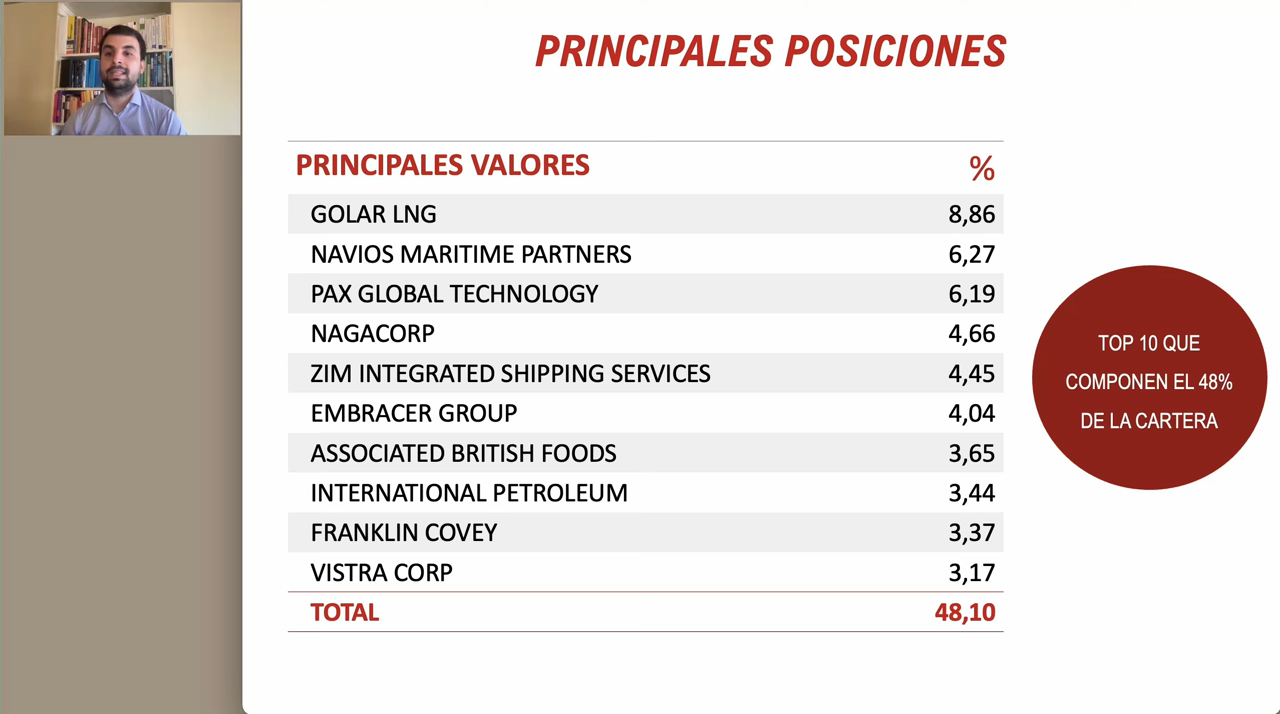 PRINCIPALES POSICIONES
PRINCIPALES VALORES %
GOLAR LNG 8,86
NAVIOS MARITIME PARTNERS 6,27
PAX GLOBAL TECHNOLOGY 6,19
NAGACORP 4,66
ZIM INTEGRATED SHIPPING SERVICES 4,45
EMBRACER GROUP 4,04
ASSOCIATED BRITISH FOODS 3,65
INTERNATIONAL PETROLEUM 3,44
FRANKLIN COVEY 3,37
VISTRA CORP 3,17
TOTAL 48,10
TOP 10 QUE
COMPONEN EL 48%
DE LA CARTERA